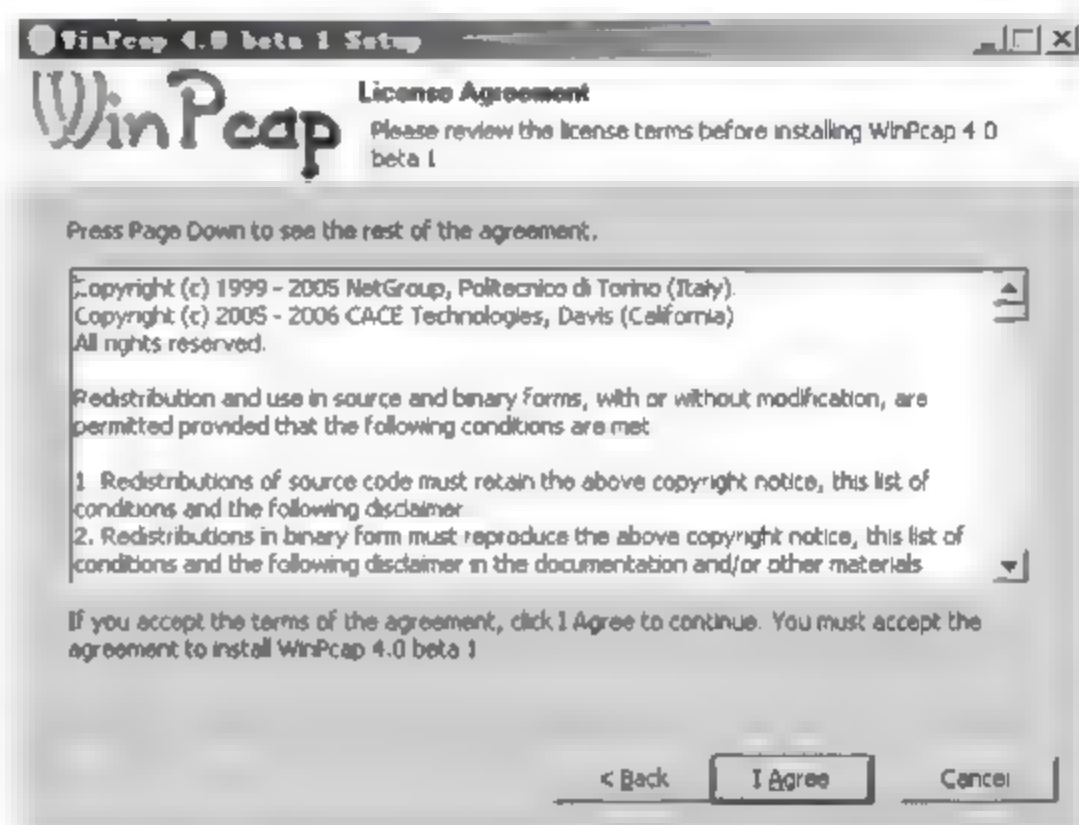 WinPcap 4.0 beta 1 Setup
WinPcap
License Agreement
Please review the license terms before installing WinPcap 4.0
beta 1
Press Page Down to see the rest of the agreement.
Copyright (c) 1999 - 2005 NetGroup, Politecnico di Torino (Italy).
Copyright (c) 2005 - 2006 CACE Technologies, Davis (California)
All rights reserved.
Redistribution and use in source and binary forms, with or without modification, are
permitted provided that the following conditions are met
1. Redistributions of source code must retain the above copyright notice, this list of
conditions and the following disclaimer
2. Redistributions in binary form must reproduce the above copyright notice, this list of
conditions and the following disclaimer in the documentation and/or other materials
If you accept the terms of the agreement, click I Agree to continue. You must accept the
agreement to install WinPcap 4.0 beta 1
< Back
I Agree
Cancel